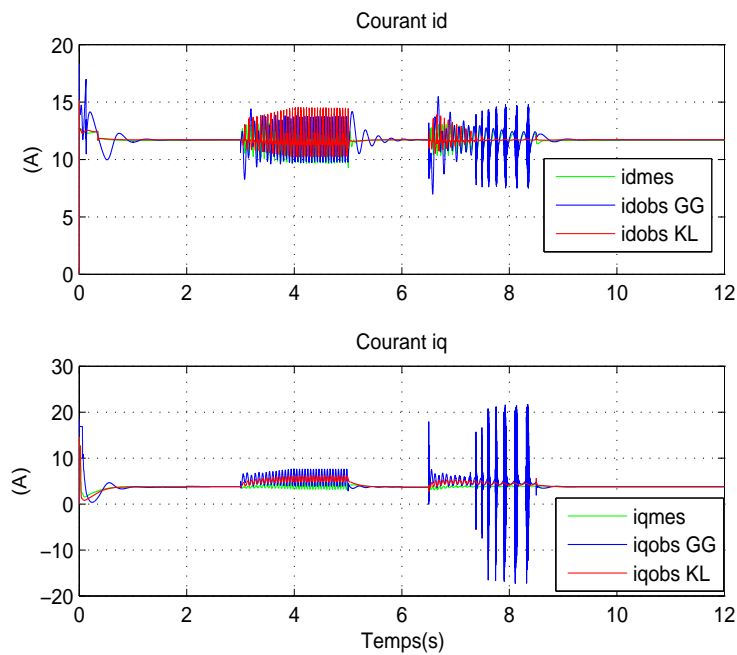 Courant id
20
15
10
5
0
(A)
idmes
idobs GG
idobs KL
0 2 4 6 8 10 12
Courant iq
30
20
10
0
−10
−20
(A)
iqmes
iqobs GG
iqobs KL
0 2 4 6 8 10 12
Temps(s)